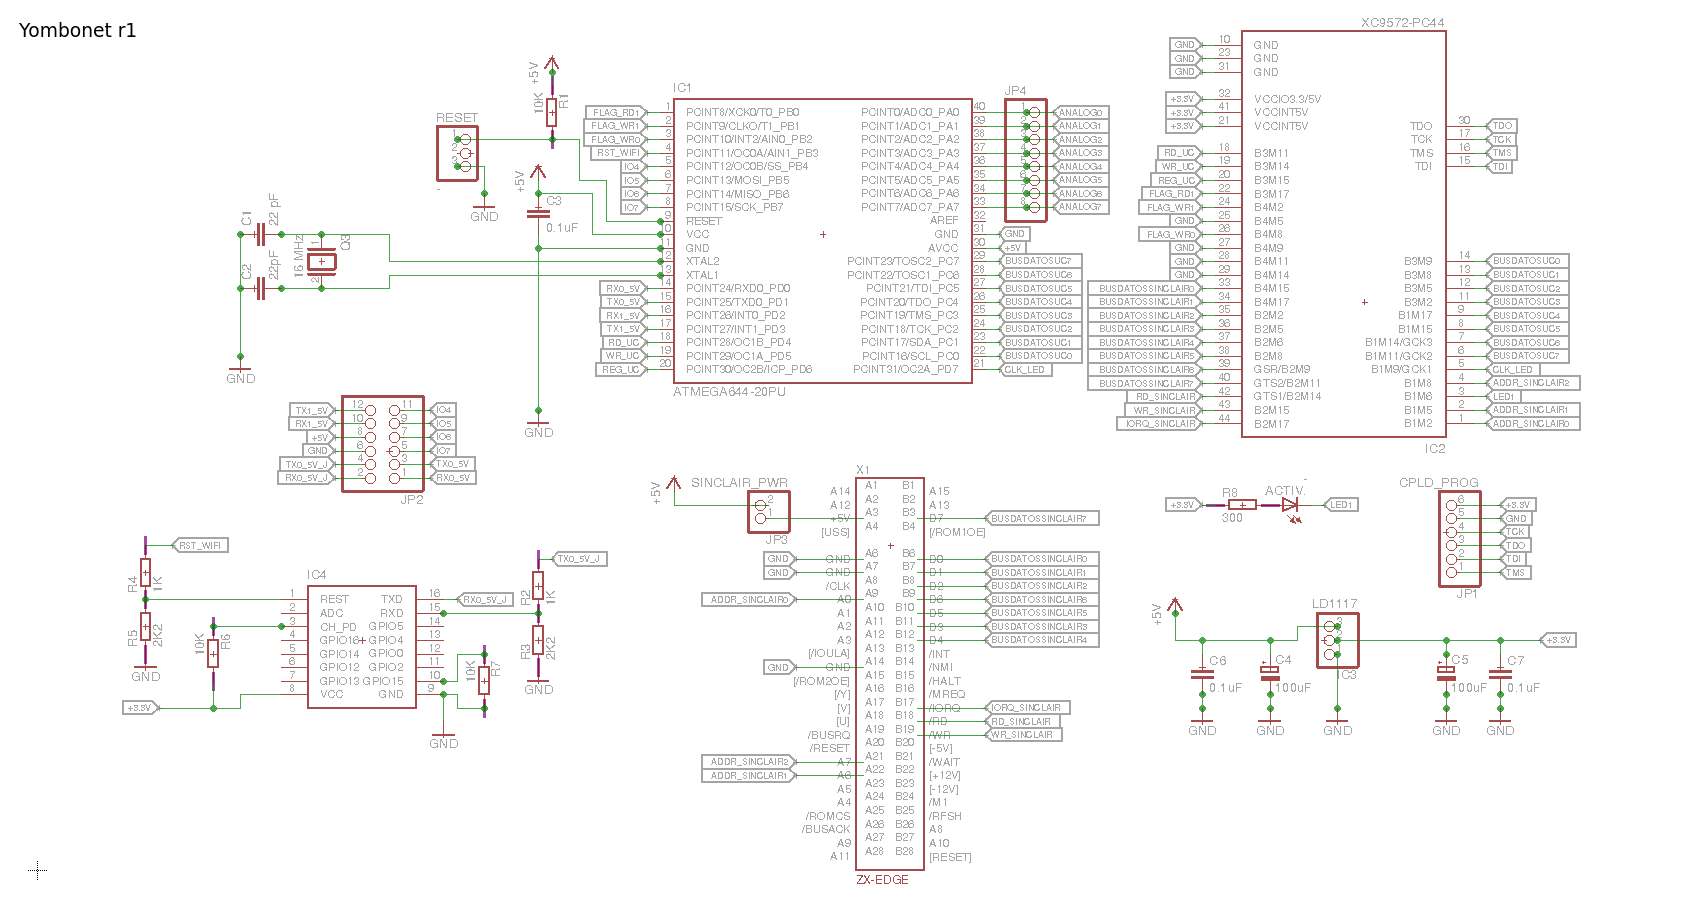 Yombonet r1
RESET
1
2
3
-
GND
+5V
10K
R1
+5V
C3
0.1uF
GND
C1
22 pF
C2
22pF
16 MHz
Q3
1
2
GND
IC1
FLAG_RD1 1 PCINT8/XCK0/T0_PB0 PCINT0/ADC0_PA0 40
FLAG_WR1 2 PCINT9/CLKO/T1_PB1 PCINT1/ADC1_PA1 39
FLAG_WR0 3 PCINT10/INT2/AIN0_PB2 PCINT2/ADC2_PA2 38
RST_WIFI 4 PCINT11/OC0A/AIN1_PB3 PCINT3/ADC3_PA3 37
IO4 5 PCINT12/OC0B/SS_PB4 PCINT4/ADC4_PA4 36
IO5 6 PCINT13/MOSI_PB5 PCINT5/ADC5_PA5 35
IO6 7 PCINT14/MISO_PB6 PCINT6/ADC6_PA6 34
IO7 8 PCINT15/SCK_PB7 PCINT7/ADC7_PA7 33
9 RESET AREF 32
10 VCC GND 31 GND
11 GND AVCC 30 +5V
12 XTAL2 PCINT23/TOSC2_PC7 29 BUSDATOSUC7
13 XTAL1 PCINT22/TOSC1_PC6 28 BUSDATOSUC6
RX0_5V 14 PCINT24/RXD0_PD0 PCINT21/TDI_PC5 27 BUSDATOSUC5
TX0_5V 15 PCINT25/TXD0_PD1 PCINT20/TDO_PC4 26 BUSDATOSUC4
RX1_5V 16 PCINT26/INT0_PD2 PCINT19/TMS_PC3 25 BUSDATOSUC3
TX1_5V 17 PCINT27/INT1_PD3 PCINT18/TCK_PC2 24 BUSDATOSUC2
RD_UC 18 PCINT28/OC1B_PD4 PCINT17/SDA_PC1 23 BUSDATOSUC1
WR_UC 19 PCINT29/OC1A_PD5 PCINT16/SCL_PC0 22 BUSDATOSUC0
REG_UC 20 PCINT30/OC2B/ICP_PD6 PCINT31/OC2A_PD7 21 CLK_LED
ATMEGA644-20PU
JP4
1 ANALOG0
2 ANALOG1
3 ANALOG2
4 ANALOG3
5 ANALOG4
6 ANALOG5
7 ANALOG6
8 ANALOG7
XC9572-PC44
GND 10 GND
GND 23 GND
GND 31 GND
+3.3V 32 VCCIO3.3/5V
+3.3V 41 VCCINT5V
+3.3V 21 VCCINT5V TDO 30 TDO
TCK 17 TCK
RD_UC 18 B3M11 TMS 16 TMS
WR_UC 19 B3M14 TDI 15 TDI
REG_UC 20 B3M15
FLAG_RD1 22 B3M17
FLAG_WR1 24 B4M2
GND 25 B4M5
FLAG_WR0 26 B4M8
GND 27 B4M9
GND 28 B4M11 B3M9 14 BUSDATOSUC0
GND 29 B4M14 B3M8 13 BUSDATOSUC1
BUSDATOSSINCLAIR0 33 B4M15 B3M5 12 BUSDATOSUC2
BUSDATOSSINCLAIR1 34 B4M17 B3M2 11 BUSDATOSUC3
BUSDATOSSINCLAIR2 35 B2M2 B1M17 9 BUSDATOSUC4
BUSDATOSSINCLAIR3 36 B2M5 B1M15 8 BUSDATOSUC5
BUSDATOSSINCLAIR4 37 B2M6 B1M14/GCK3 7 BUSDATOSUC6
BUSDATOSSINCLAIR5 38 B2M8 B1M11/GCK2 6 BUSDATOSUC7
BUSDATOSSINCLAIR6 39 GSR/B2M9 B1M9/GCK1 5 CLK_LED
BUSDATOSSINCLAIR7 40 GTS2/B2M11 B1M8 4 ADDR_SINCLAIR2
RD_SINCLAIR 42 GTS1/B2M14 B1M6 3 LED1
WR_SINCLAIR 43 B2M15 B1M5 2 ADDR_SINCLAIR1
IORQ_SINCLAIR 44 B2M17 B1M2 1 ADDR_SINCLAIR0
IC2
TX1_5V 12 11 IO4
RX1_5V 10 9 IO5
+5V 8 7 IO6
GND 6 5 IO7
TX0_5V_J 4 3 TX0_5V
RX0_5V_J 2 1 RX0_5V
JP2
RST_WIFI
R4
1K
R5
2K2
GND
10K
R6
+3.3V
IC4
1 REST TXD 16 RX0_5V_J
2 ADC RXD 15
3 CH_PD GPIO5 14
4 GPIO16 GPIO4 13
5 GPIO14 GPIO0 12
6 GPIO12 GPIO2 11
7 GPIO13 GPIO15 10
8 VCC GND 9
GND
10K
R7
TX0_5V_J
R2
1K
R3
2K2
GND
+5V
SINCLAIR_PWR
2
1
JP3
X1
A14 A1 B1 A15
A12 A2 B2 A13
+5V A3 B3 D7 BUSDATOSSINCLAIR7
[USS] A4 B4 [/ROM1OE]
GND GND A6 B6 D0 BUSDATOSSINCLAIR0
GND GND A7 B7 D1 BUSDATOSSINCLAIR1
/CLK A8 B8 D2 BUSDATOSSINCLAIR2
ADDR_SINCLAIR0 A0 A9 B9 D6 BUSDATOSSINCLAIR6
A1 A10 B10 D5 BUSDATOSSINCLAIR5
A2 A11 B11 D3 BUSDATOSSINCLAIR3
A3 A12 B12 D4 BUSDATOSSINCLAIR4
[/IOULA] A13 B13 /INT
GND GND A14 B14 /NMI
[/ROM2OE] A15 B15 /HALT
[/Y] A16 B16 /MREQ
[V] A17 B17 /IORQ IORQ_SINCLAIR
[U] A18 B18 /RD RD_SINCLAIR
/BUSRQ A19 B19 /WR WR_SINCLAIR
/RESET A20 B20 [-5V]
ADDR_SINCLAIR2 A7 A21 B21 /WAIT
ADDR_SINCLAIR1 A6 A22 B22 [+12V]
A5 A23 B23 [-12V]
A4 A24 B24 /M1
/ROMCS A25 B25 /RFSH
/BUSACK A26 B26 A8
A9 A27 B27 A10
A11 A28 B28 [RESET]
ZX-EDGE
+3.3V
R8
300
ACTIV.
-
LED1
CPLD_PROG
6 +3.3V
5 GND
4 TCK
3 TDO
2 TDI
1 TMS
JP1
+5V
LD1117
3
2
1
IC3
+3.3V
C6
0.1uF
C4
100uF
C5
100uF
C7
0.1uF
GND
GND
GND
GND
GND